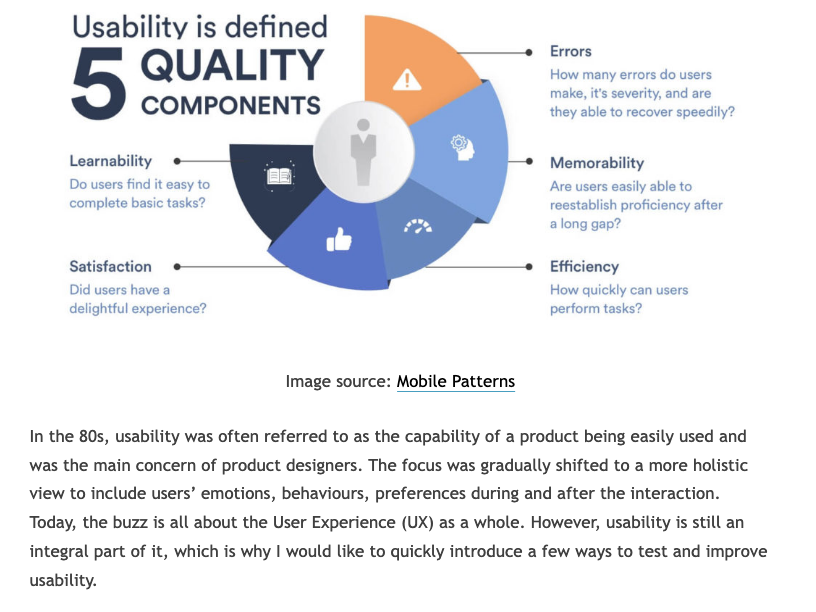 Usability is defined
5 QUALITY
COMPONENTS
Errors
How many errors do users
make, it's severity, and are
they able to recover speedily?
Learnability
Do users find it easy to
complete basic tasks?
Memorability
Are users easily able to
reestablish proficiency after
a long gap?
Satisfaction
Did users have a
delightful experience?
Efficiency
How quickly can users
perform tasks?
Image source: Mobile Patterns
In the 80s, usability was often referred to as the capability of a product being easily used and
was the main concern of product designers. The focus was gradually shifted to a more holistic
view to include users’ emotions, behaviours, preferences during and after the interaction.
Today, the buzz is all about the User Experience (UX) as a whole. However, usability is still an
integral part of it, which is why I would like to quickly introduce a few ways to test and improve
usability.